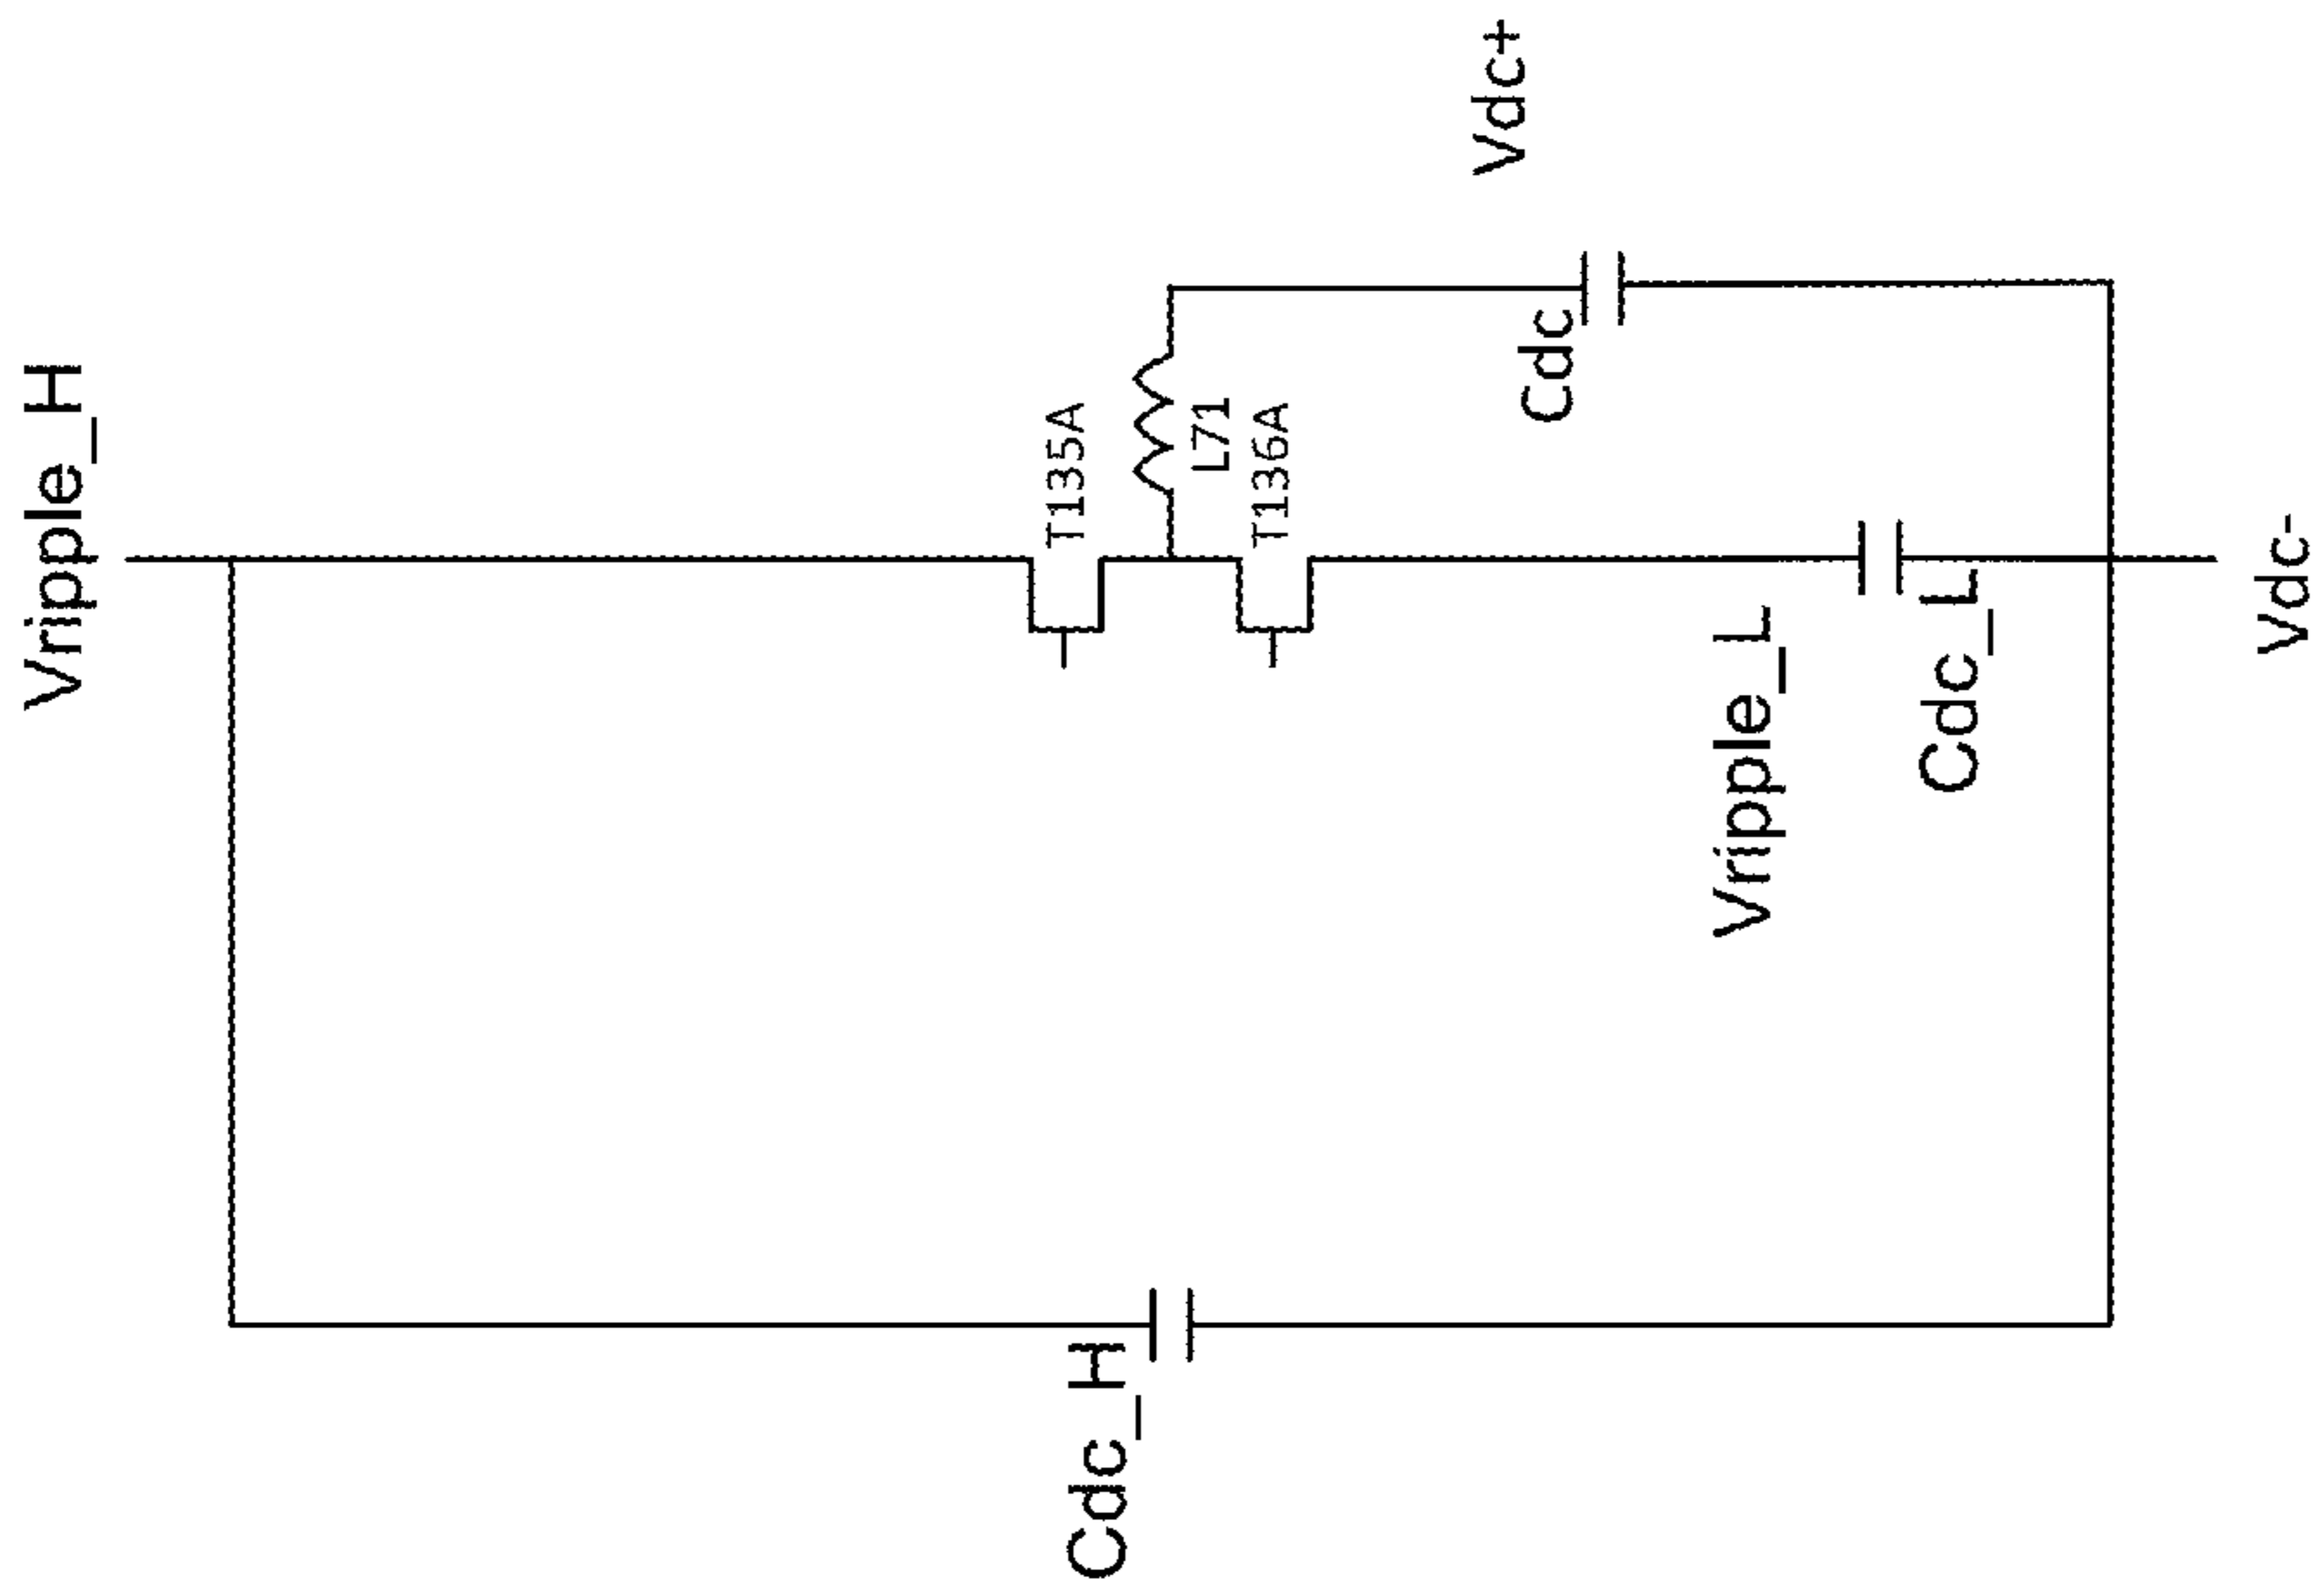 Vripple_H
Vdc+
T135A
L71
T136A
Cdc
Vripple_L
Cdc_L
Vdc-
Cdc_H